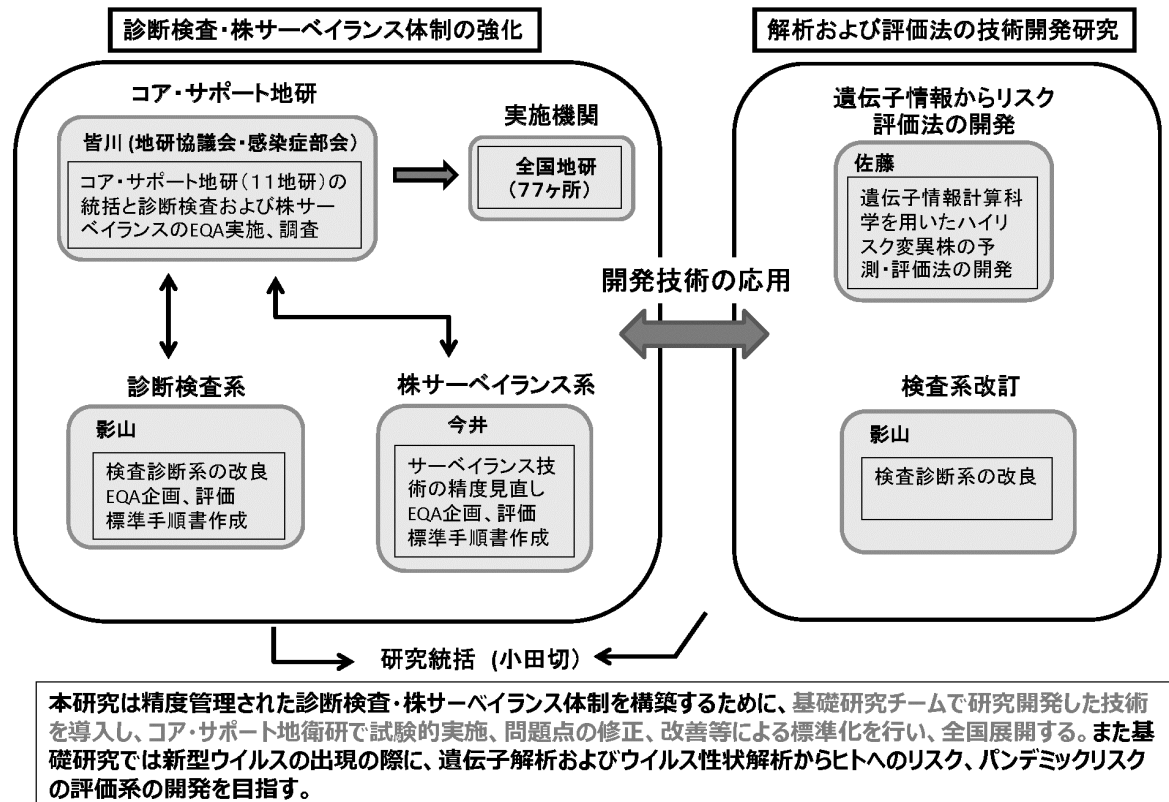 診断検査・株サーベイランス体制の強化
コア・サポート地研
皆川 (地研協議会・感染症部会)
コア・サポート地研(11地研)の
統括と診断検査および株サー
ベイランスのEQA実施、調査
実施機関
全国地研
(77ヶ所)
診断検査系
影山
検査診断系の改良
EQA企画、評価
標準手順書作成
株サーベイランス系
今井
サーベイランス技
術の精度見直し
EQA企画、評価
標準手順書作成
開発技術の応用
解析および評価法の技術開発研究
遺伝子情報からリスク
評価法の開発
佐藤
遺伝子情報計算科
学を用いたハイリ
スク変異株の予
測・評価法の開発
検査系改訂
影山
検査診断系の改良
研究統括 (小田切)
本研究は精度管理された診断検査・株サーベイランス体制を構築するために、基礎研究チームで研究開発した技術
を導入し、コア・サポート地衛研で試験的実施、問題点の修正、改善等による標準化を行い、全国展開する。また基
礎研究では新型ウイルスの出現の際に、遺伝子解析およびウイルス性状解析からヒトへのリスク、パンデミックリスク
の評価系の開発を目指す。